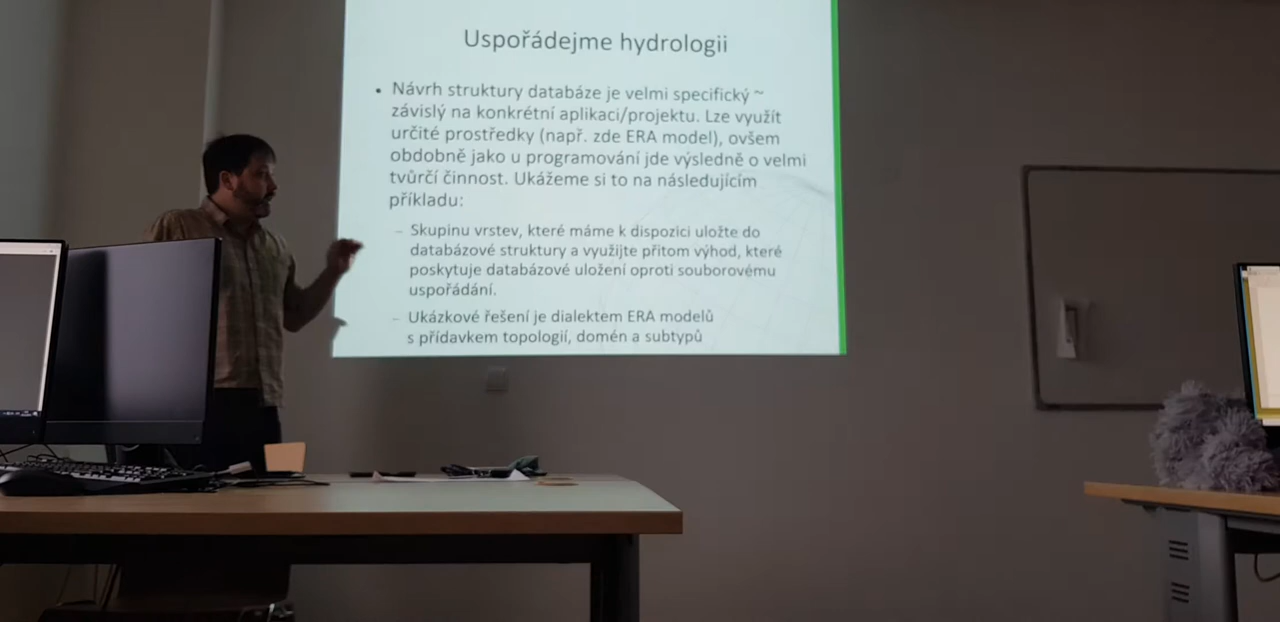 Uspořádejme hydrologii
• Návrh struktury databáze je velmi specifický ~
závislý na konkrétní aplikaci/projektu. Lze využít
určité prostředky (např. zde ERA model), ovšem
obdobně jako u programování jde výsledně o velmi
tvůrčí činnost. Ukážeme si to na následujícím
příkladu:
– Skupinu vrstev, které máme k dispozici uložte do
databázové struktury a využijte přitom výhod, které
poskytuje databázové uložení oproti souborovému
uspořádání.
– Ukázkové řešení je dialektem ERA modelů
s přídavkem topologií, domén a subtypů